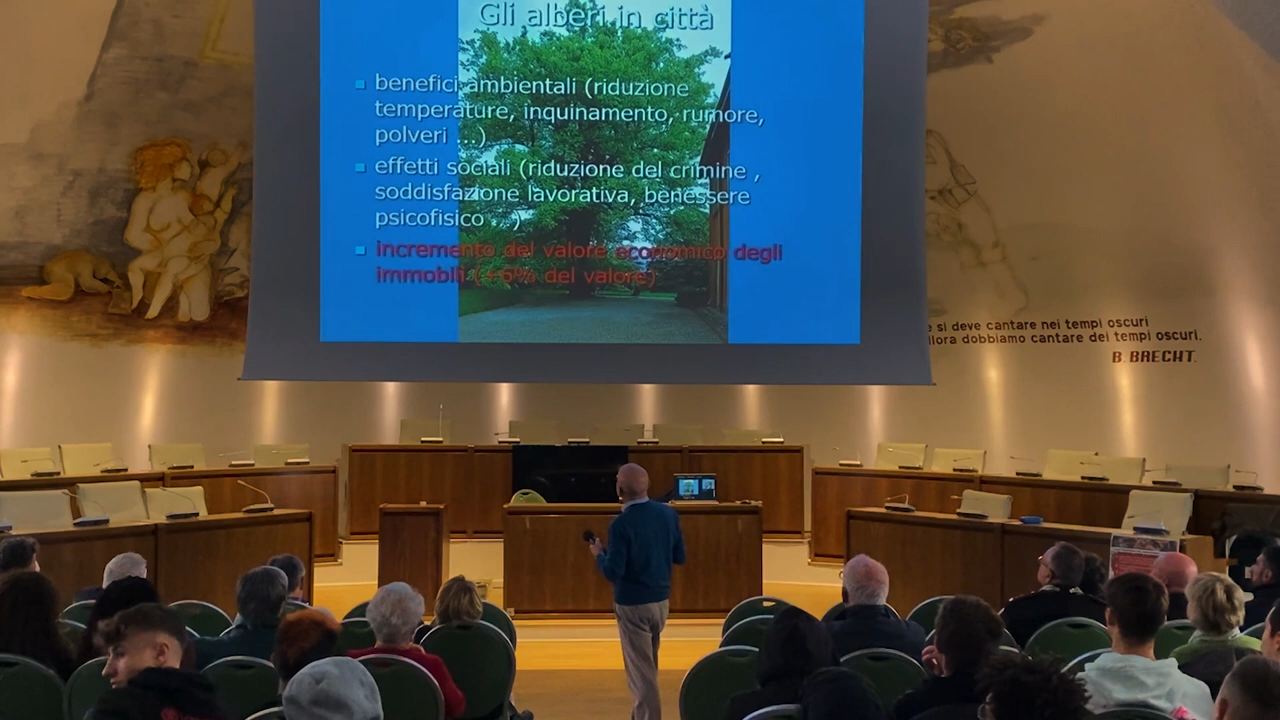 Gli alberi in città
benefici ambientali (riduzione
temperature, inquinamento, rumore,
polveri ...)
effetti sociali (riduzione del crimine ,
soddisfazione lavorativa, benessere
psicofisico ...)
incremento del valore economico degli
immobili (+6% del valore)
e si deve cantare nei tempi oscuri
llora dobbiamo cantare dei tempi oscuri.
B. BRECHT.